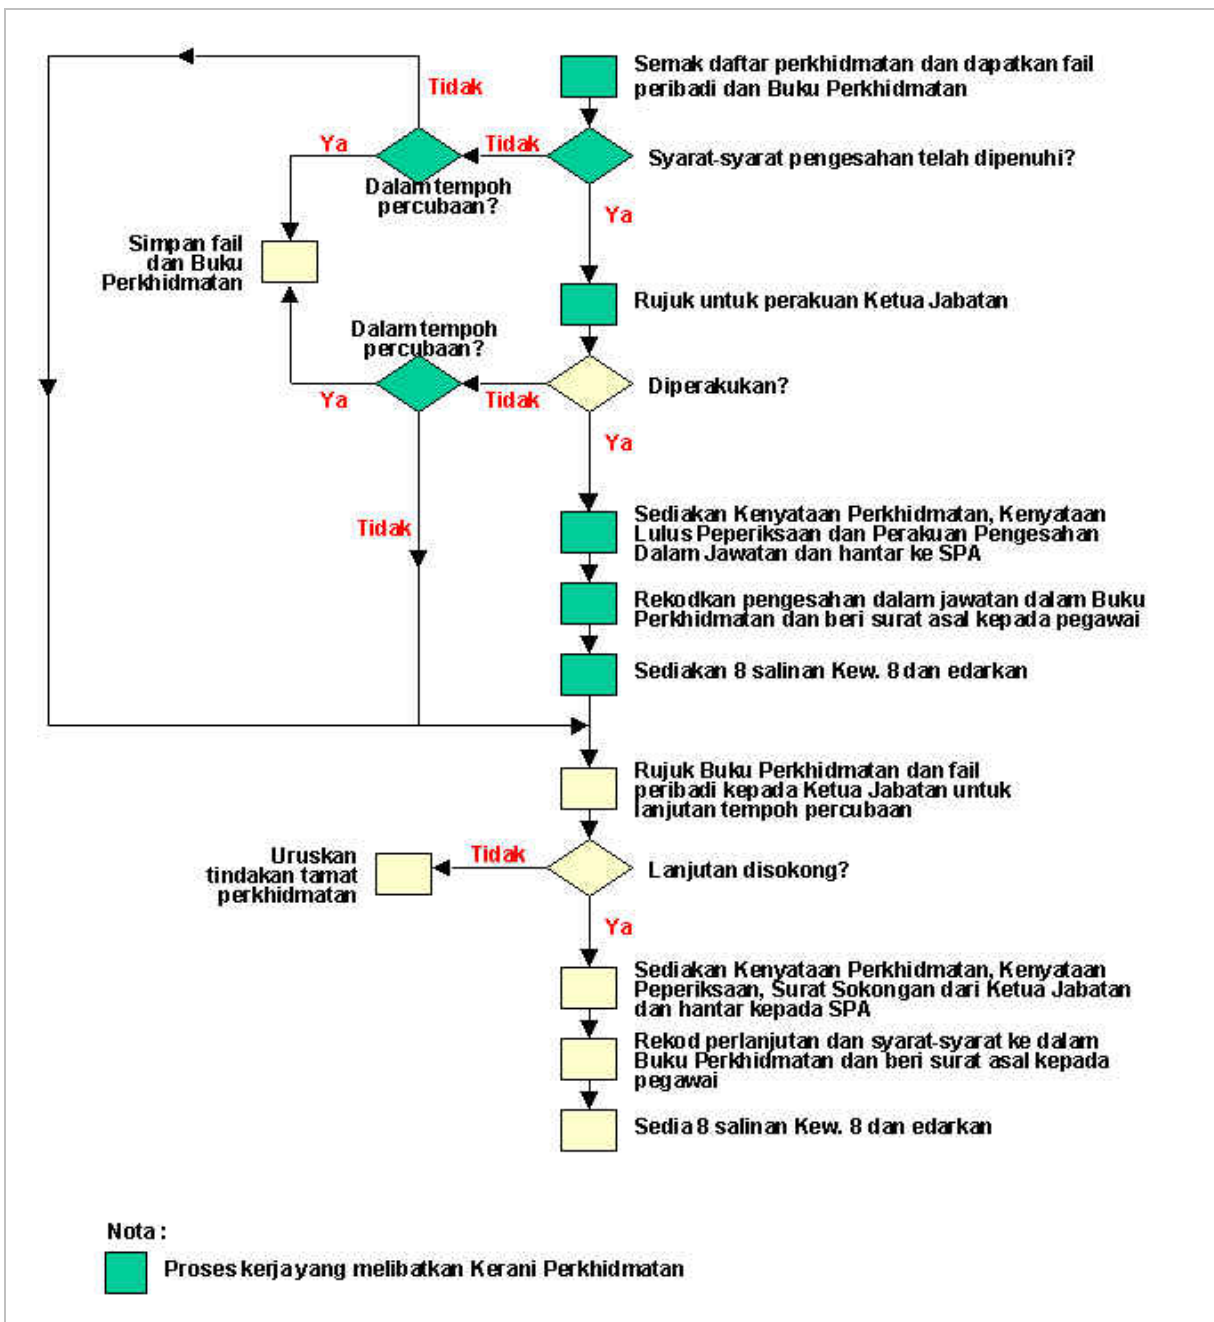 Semak daftar perkhidmatan dan dapatkan fail
peribadi dan Buku Perkhidmatan
Tidak
Ya
Tidak
Syarat-syarat pengesahan telah dipenuhi?
Dalam tempoh
percubaan?
Ya
Simpan fail
dan Buku
Perkhidmatan
Rujuk untuk perakuan Ketua Jabatan
Dalam tempoh
percubaan?
Ya
Tidak
Diperakukan?
Ya
Tidak
Sediakan Kenyataan Perkhidmatan, Kenyataan
Lulus Peperiksaan dan Perakuan Pengesahan
Dalam Jawatan dan hantar ke SPA
Rekodkan pengesahan dalam jawatan dalam Buku
Perkhidmatan dan beri surat asal kepada pegawai
Sediakan 8 salinan Kew. 8 dan edarkan
Rujuk Buku Perkhidmatan dan fail
peribadi kepada Ketua Jabatan untuk
lanjutan tempoh percubaan
Uruskan
tindakan tamat
perkhidmatan
Tidak
Lanjutan disokong?
Ya
Sediakan Kenyataan Perkhidmatan, Kenyataan
Peperiksaan, Surat Sokongan dari Ketua Jabatan
dan hantar kepada SPA
Rekod perlanjutan dan syarat-syarat ke dalam
Buku Perkhidmatan dan beri surat asal kepada
pegawai
Sedia 8 salinan Kew. 8 dan edarkan
Nota :
Proses kerja yang melibatkan Kerani Perkhidmatan